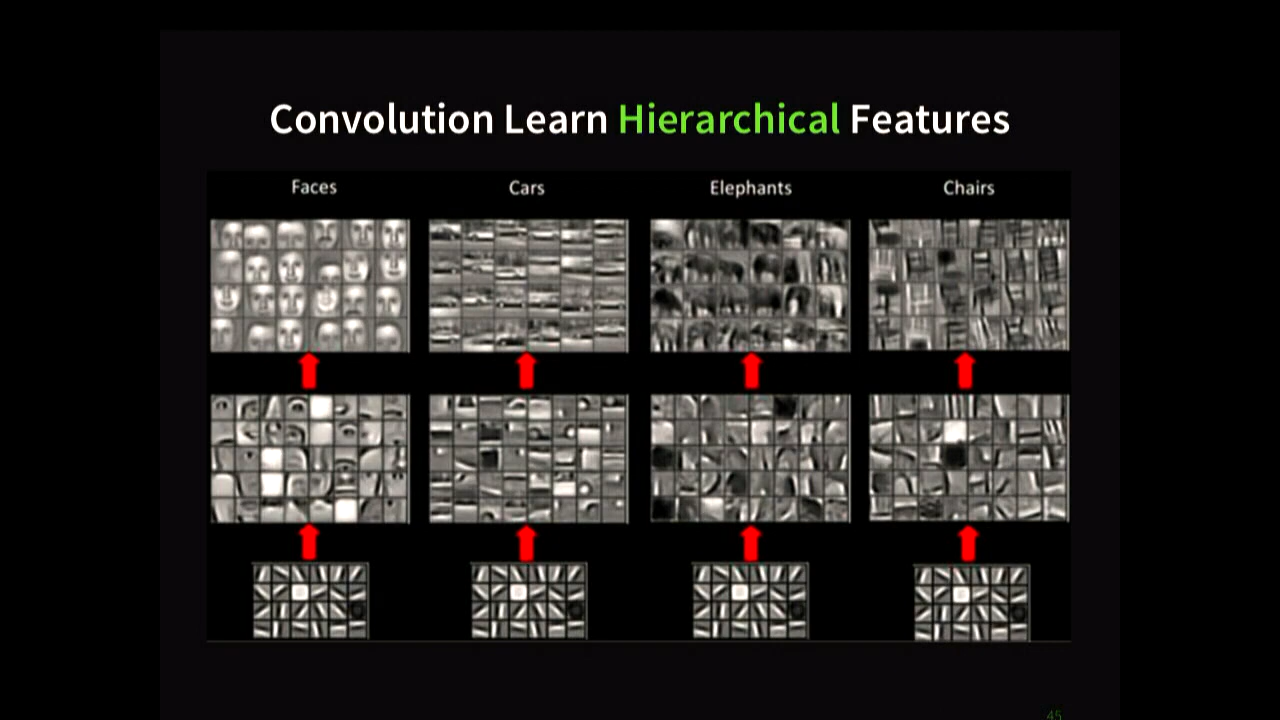 Convolution Learn Hierarchical Features
Faces
Cars
Elephants
Chairs
45